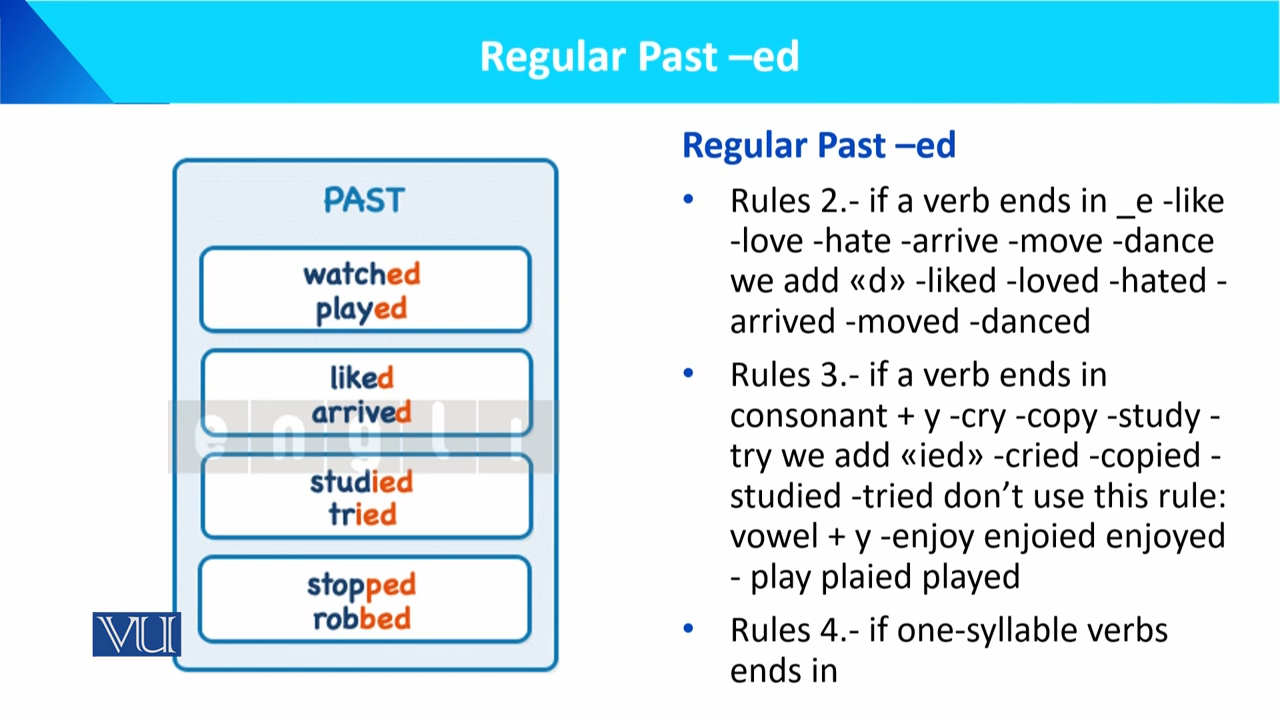 Regular Past –ed
PAST
watched
played
liked
arrived
studied
tried
stopped
robbed
engli
VU
Regular Past –ed
• Rules 2.- if a verb ends in _e -like
-love -hate -arrive -move -dance
we add «d» -liked -loved -hated -
arrived -moved -danced
• Rules 3.- if a verb ends in
consonant + y -cry -copy -study -
try we add «ied» -cried -copied -
studied -tried don’t use this rule:
vowel + y -enjoy enjoied enjoyed
- play plaied played
• Rules 4.- if one-syllable verbs
ends in